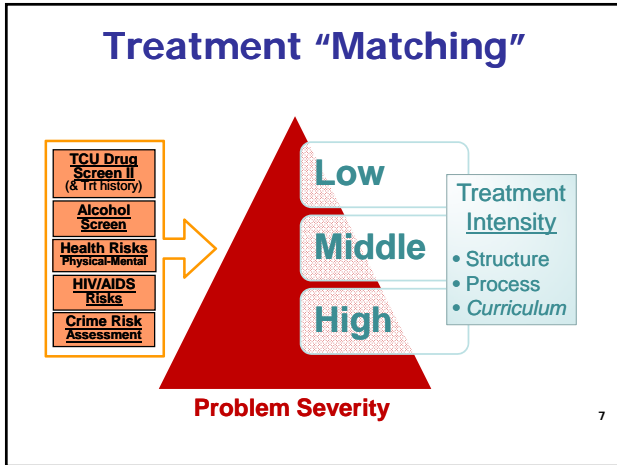 Treatment “Matching”
TCU Drug
Screen II
(& Trt history)
Alcohol
Screen
Health Risks
Physical-Mental
HIV/AIDS
Risks
Crime Risk
Assessment
Low
Middle
High
Treatment
Intensity
• Structure
• Process
• Curriculum
Problem Severity
7